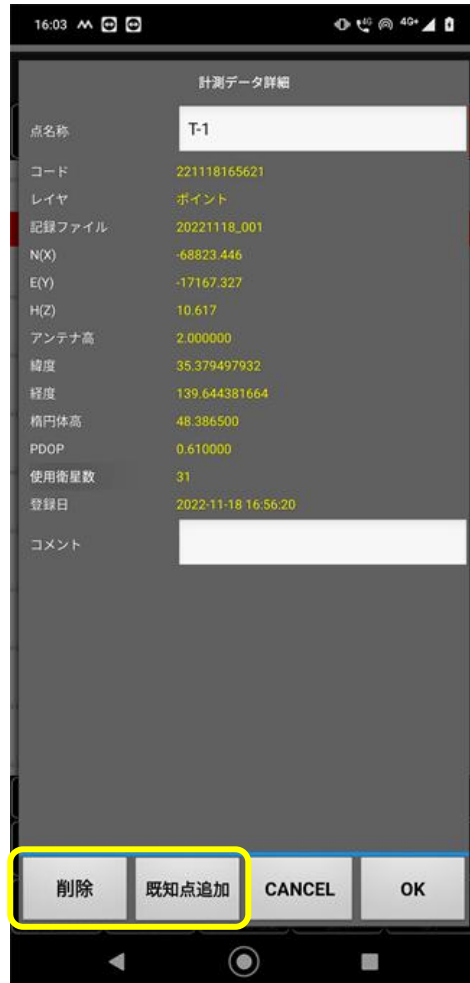 16:03
4G 4G+
計測データ詳細
点名称 T-1
コード 221118165621
レイヤ ポイント
記録ファイル 20221118_001
N(X) -68823.446
E(Y) -17167.327
H(Z) 10.617
アンテナ高 2.000000
緯度 35.379497932
経度 139.644381664
楕円体高 48.386500
PDOP 0.610000
使用衛星数 31
登録日 2022-11-18 16:56:20
コメント
削除 既知点追加 CANCEL OK